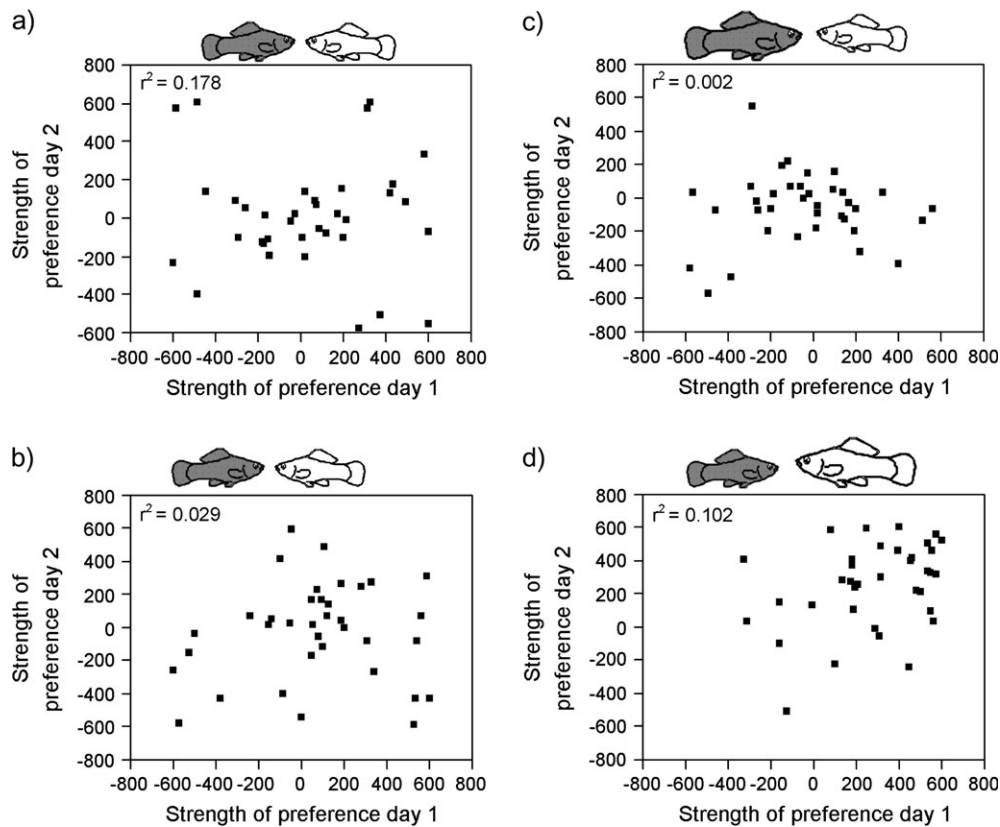 a)
r² = 0.178
800
600
400
200
0
-200
-400
-600
Strength of
preference day 2
-800 -600 -400 -200 0 200 400 600 800
Strength of preference day 1
c)
r² = 0.002
800
600
400
200
0
-200
-400
-600
-800
Strength of
preference day 2
-800 -600 -400 -200 0 200 400 600 800
Strength of preference day 1
b)
r² = 0.029
800
600
400
200
0
-200
-400
-600
-800
Strength of
preference day 2
-800 -600 -400 -200 0 200 400 600 800
Strength of preference day 1
d)
r² = 0.102
800
600
400
200
0
-200
-400
-600
-800
Strength of
preference day 2
-800 -600 -400 -200 0 200 400 600 800
Strength of preference day 1